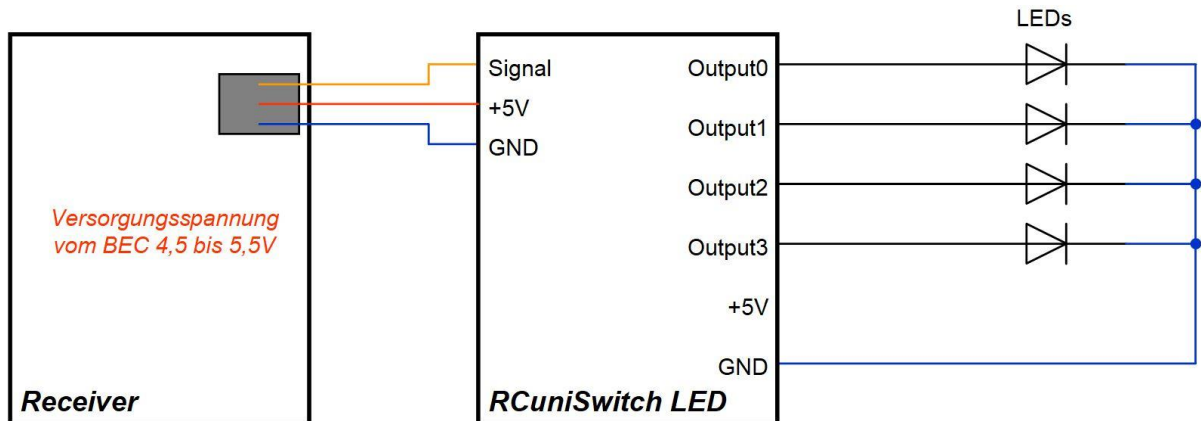 LEDs
Signal
Output0
+5V
Output1
GND
Output2
Versorgungsspannung
vom BEC 4,5 bis 5,5V
Output3
+5V
GND
Receiver
RCuniSwitch LED